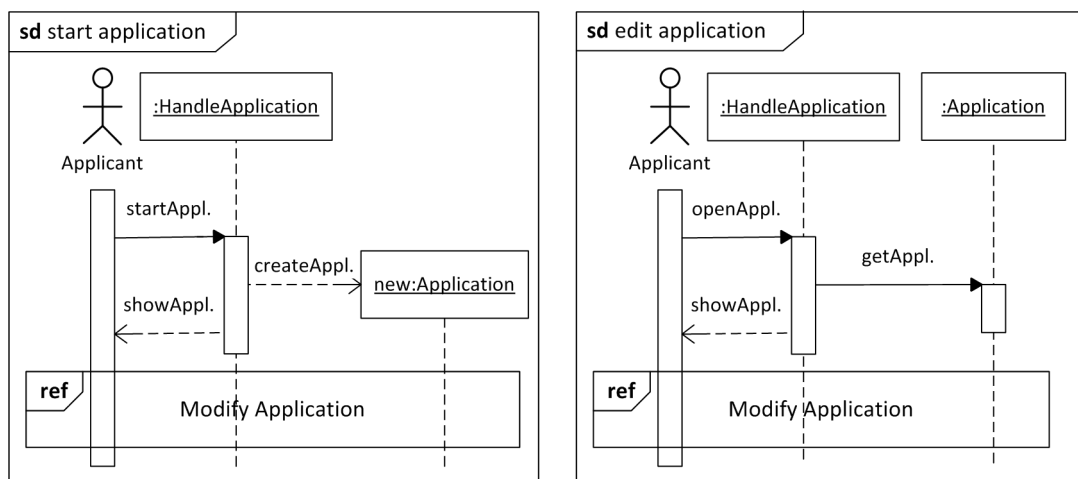 sd start application
:HandleApplication
Applicant
startAppl.
createAppl.
new:Application
showAppl.
ref
Modify Application
sd edit application
:HandleApplication
:Application
Applicant
openAppl.
getAppl.
showAppl.
ref
Modify Application